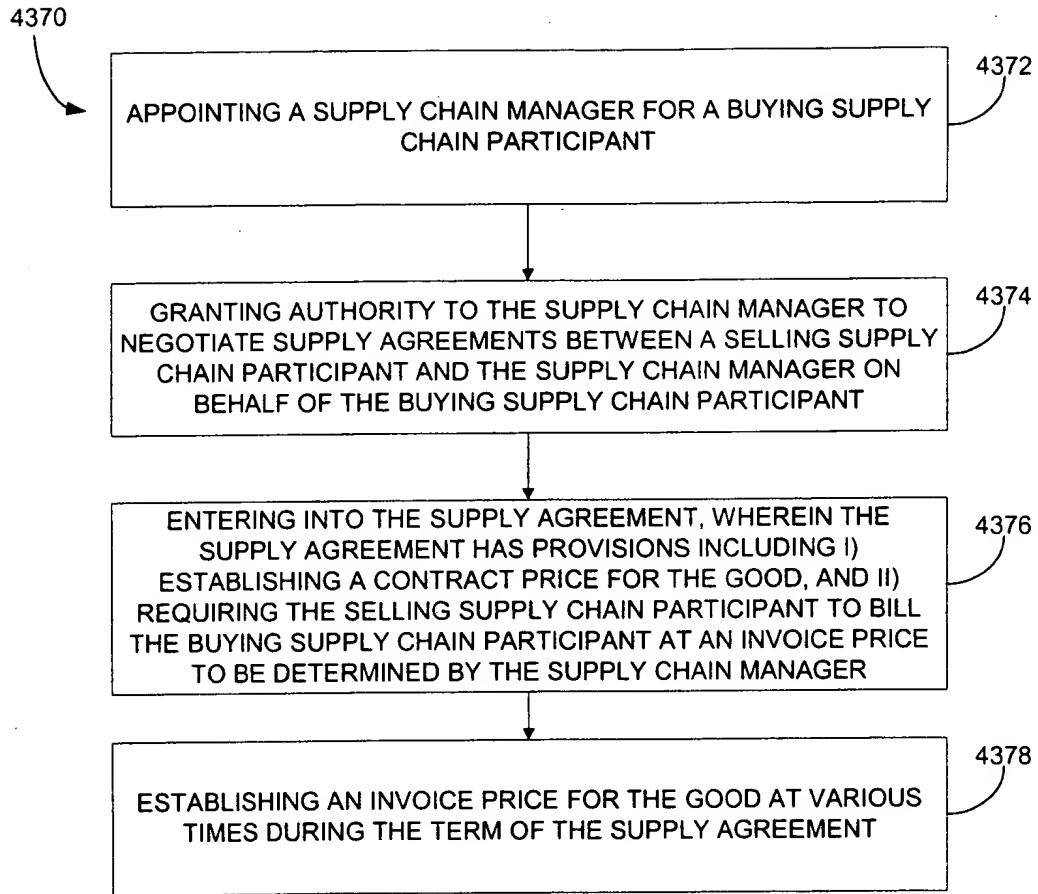 4370
4372
APPOINTING A SUPPLY CHAIN MANAGER FOR A BUYING SUPPLY
CHAIN PARTICIPANT
4374
GRANTING AUTHORITY TO THE SUPPLY CHAIN MANAGER TO
NEGOTIATE SUPPLY AGREEMENTS BETWEEN A SELLING SUPPLY
CHAIN PARTICIPANT AND THE SUPPLY CHAIN MANAGER ON
BEHALF OF THE BUYING SUPPLY CHAIN PARTICIPANT
4376
ENTERING INTO THE SUPPLY AGREEMENT, WHEREIN THE
SUPPLY AGREEMENT HAS PROVISIONS INCLUDING I)
ESTABLISHING A CONTRACT PRICE FOR THE GOOD, AND II)
REQUIRING THE SELLING SUPPLY CHAIN PARTICIPANT TO BILL
THE BUYING SUPPLY CHAIN PARTICIPANT AT AN INVOICE PRICE
TO BE DETERMINED BY THE SUPPLY CHAIN MANAGER
4378
ESTABLISHING AN INVOICE PRICE FOR THE GOOD AT VARIOUS
TIMES DURING THE TERM OF THE SUPPLY AGREEMENT